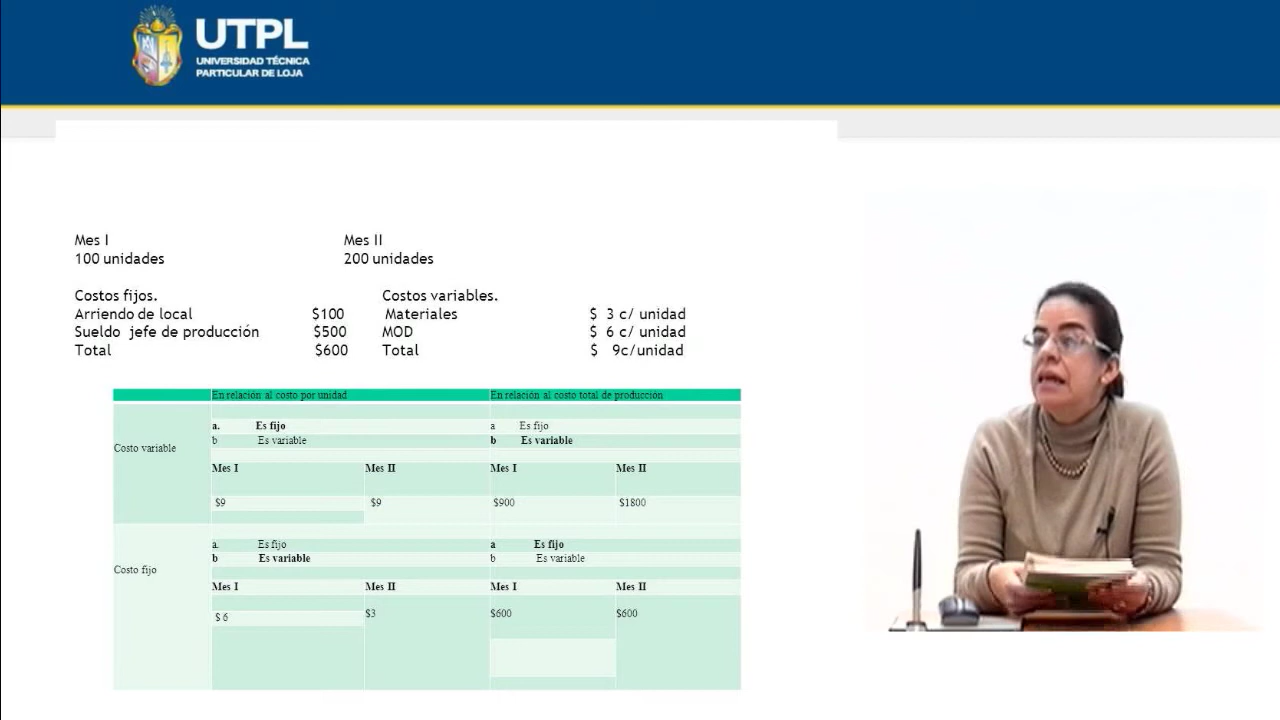 UTPL
UNIVERSIDAD TÉCNICA
PARTICULAR DE LOJA
Mes I Mes II
100 unidades 200 unidades
Costos fijos. Costos variables.
Arriendo de local $100 Materiales $ 3 c/ unidad
Sueldo jefe de producción $500 MOD $ 6 c/ unidad
Total $600 Total $ 9c/unidad
En relación al costo por unidad En relación al costo total de producción
a. Es fijo a Es fijo
b Es variable b Es variable
Costo variable
Mes I Mes II Mes I Mes II
$9 $9 $900 $1800
a. Es fijo a Es fijo
b Es variable b Es variable
Costo fijo
Mes I Mes II Mes I Mes II
$ 6 $3 $600 $600